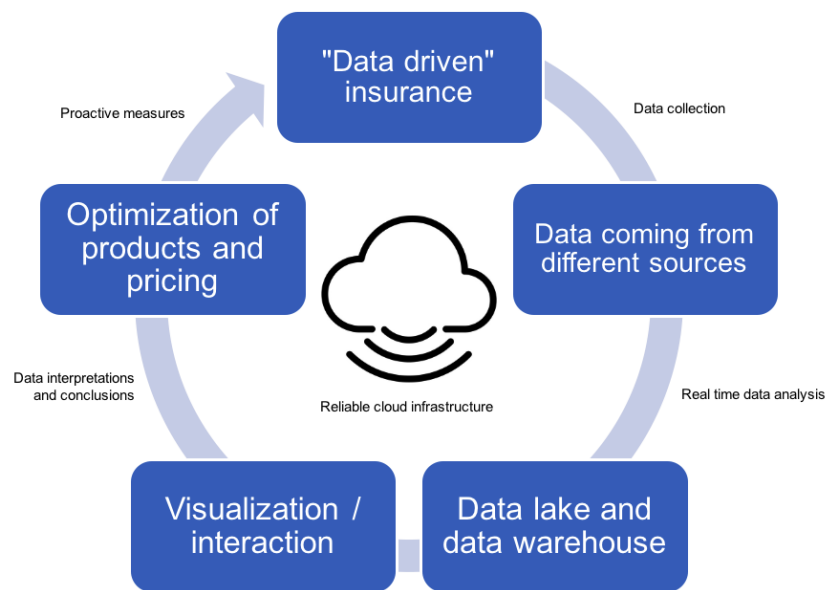 "Data driven"
insurance
Data collection
Data coming from
different sources
Real time data analysis
Data lake and
data warehouse
Visualization /
interaction
Data interpretations
and conclusions
Optimization of
products and
pricing
Proactive measures
Reliable cloud infrastructure